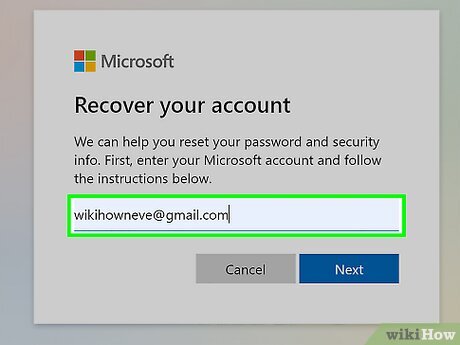 Microsoft
Recover your account
We can help you reset your password and security
info. First, enter your Microsoft account and follow
the instructions below.
wikihowneve@gmail.com
Cancel Next
wikiHow